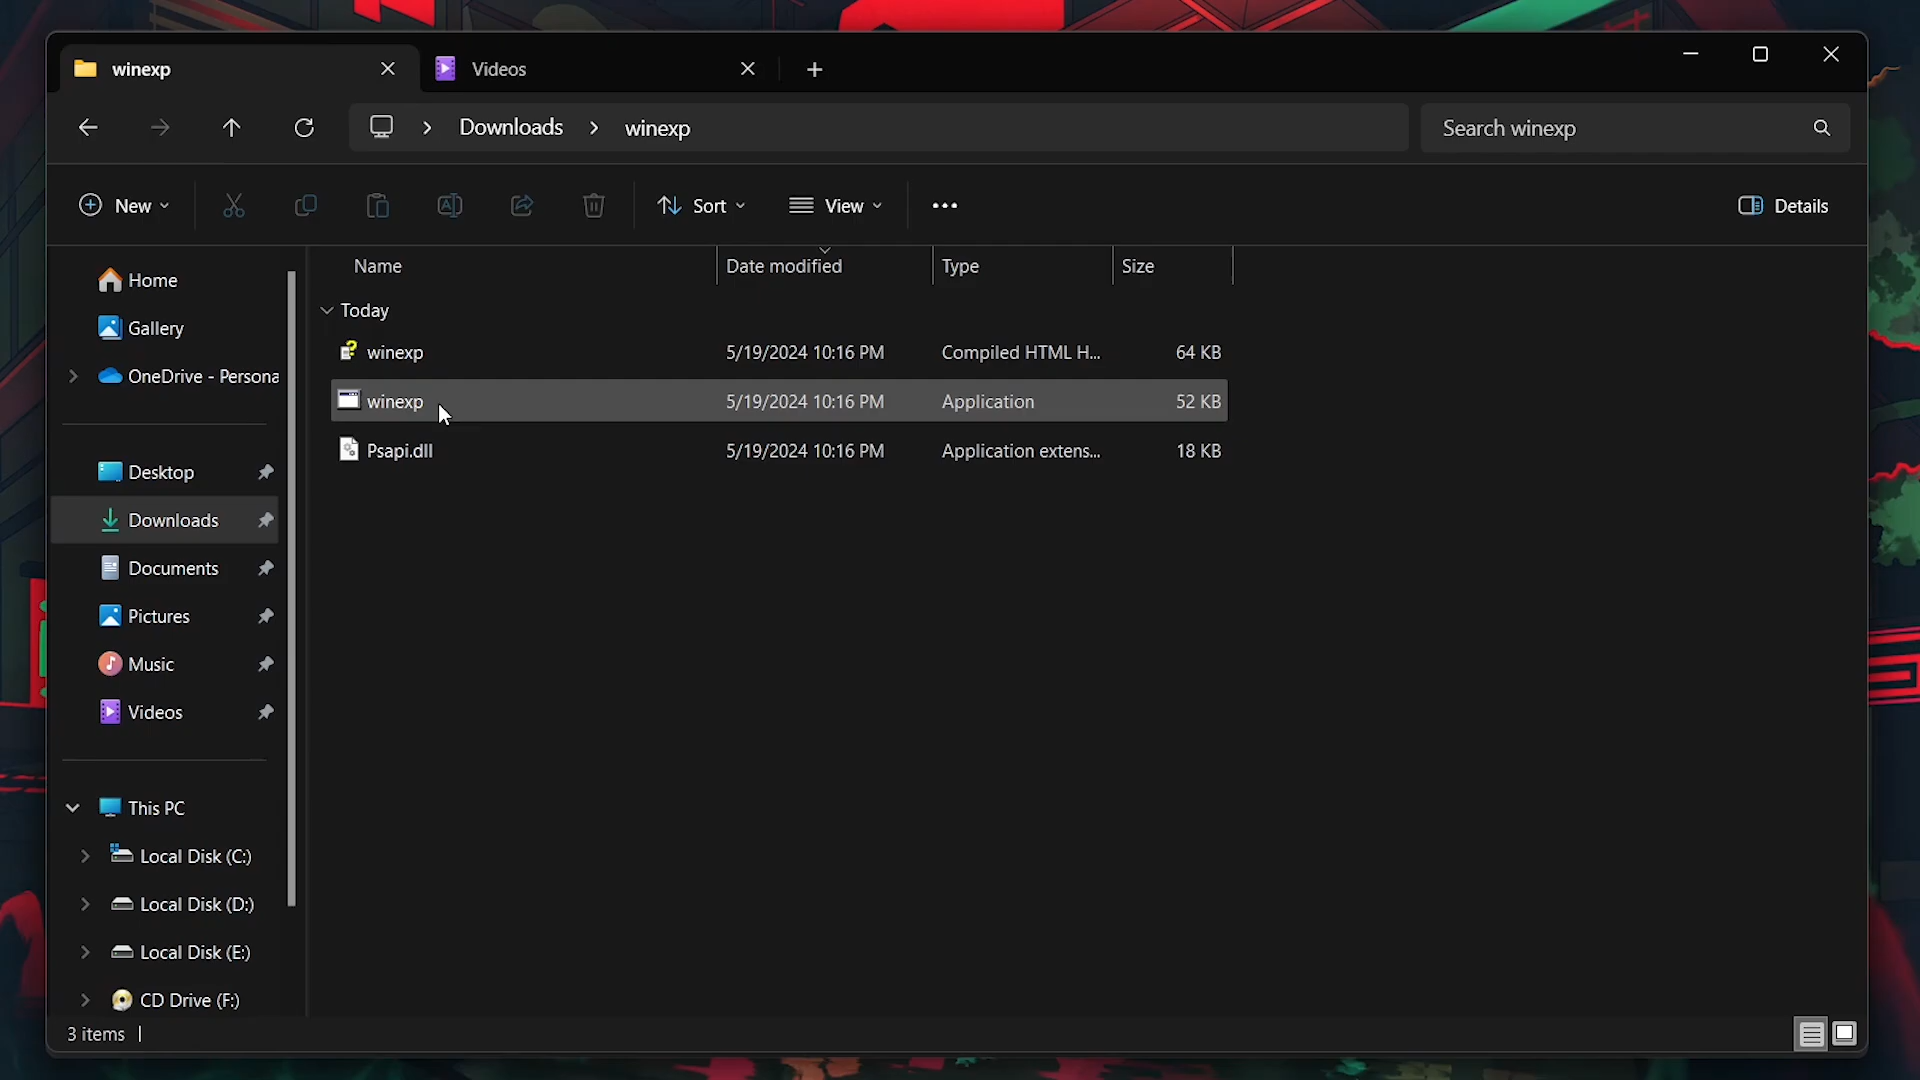 winexp
Videos
Downloads
winexp
Search winexp
New
Sort
View
Details
Name
Date modified
Type
Size
Home
Gallery
OneDrive - Persona
Desktop
Downloads
Documents
Pictures
Music
Videos
This PC
Local Disk (C:)
Local Disk (D:)
Local Disk (E:)
CD Drive (F:)
Today
winexp 5/19/2024 10:16 PM Compiled HTML H... 64 KB
winexp 5/19/2024 10:16 PM Application 52 KB
Psapi.dll 5/19/2024 10:16 PM Application extens... 18 KB
3 items